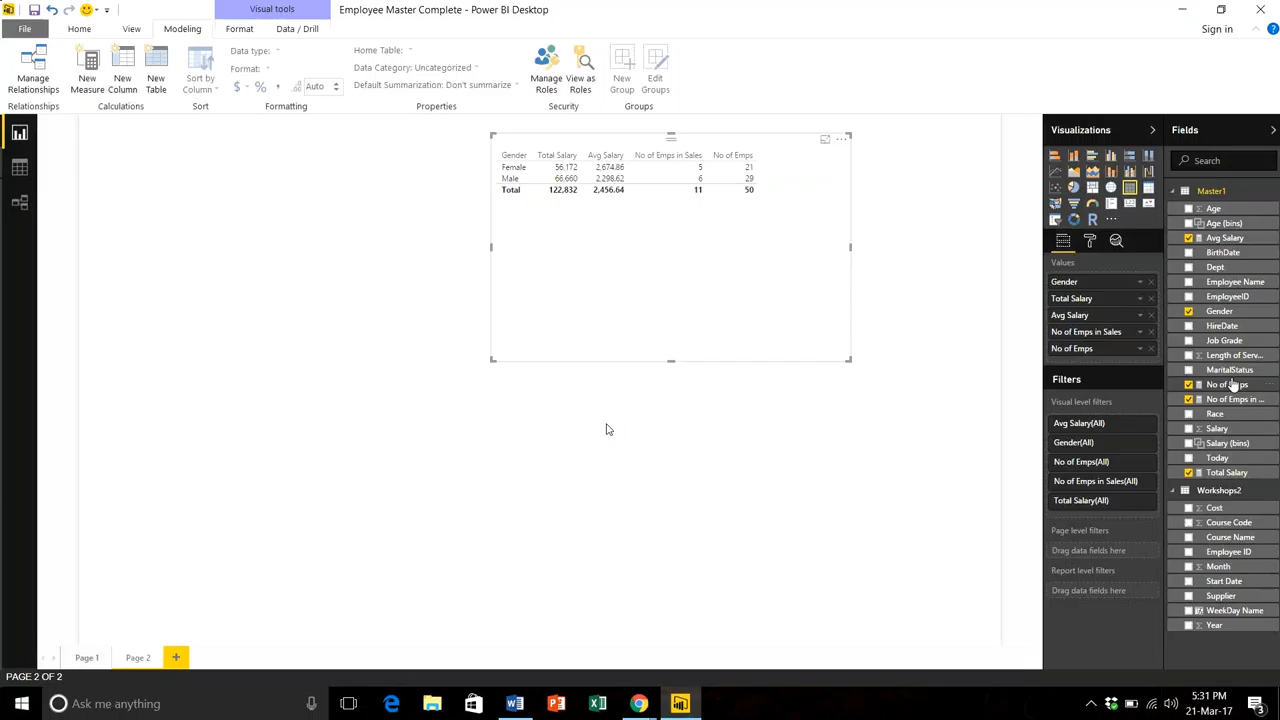 Visual tools
Employee Master Complete - Power BI Desktop
File
Home
View
Modeling
Format
Data / Drill
Sign in
Manage
Relationships
New
Measure
New
Column
New
Table
Sort by
Column
Data type:
Format:
$ % , Auto
Home Table:
Data Category: Uncategorized
Default Summarization: Don't summarize
Manage
Roles
View as
Roles
New
Group
Edit
Groups
Relationships
Calculations
Sort
Formatting
Properties
Security
Groups
Gender Total Salary Avg Salary No of Emps in Sales No of Emps
Female 56,172 2,674.86 5 21
Male 66,660 2,298.62 6 29
Total 122,832 2,456.64 11 50
Visualizations
R
Values
Gender
Total Salary
Avg Salary
No of Emps in Sales
No of Emps
Filters
Visual level filters
Avg Salary(All)
Gender(All)
No of Emps(All)
No of Emps in Sales(All)
Total Salary(All)
Page level filters
Drag data fields here
Report level filters
Drag data fields here
Fields
Search
Master1
Age
Age (bins)
Avg Salary
BirthDate
Dept
Employee Name
EmployeeID
Gender
HireDate
Job Grade
Length of Serv...
MaritalStatus
No of Emps
No of Emps in ...
Race
Salary
Salary (bins)
Today
Total Salary
Workshops2
Cost
Course Code
Course Name
Employee ID
Month
Start Date
Supplier
WeekDay Name
Year
Page 1
Page 2
PAGE 2 OF 2
Ask me anything
5:31 PM
21-Mar-17